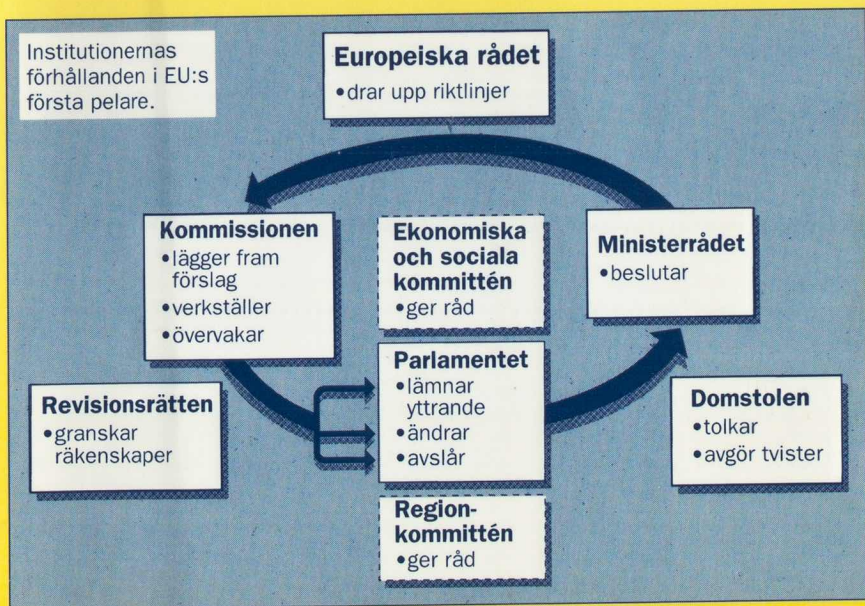 Institutionernas
förhållanden i EU:s
första pelare.
Europeiska rådet
•drar upp riktlinjer
Kommissionen
•lägger fram
förslag
•verkställer
•övervakar
Ekonomiska
och sociala
kommittén
•ger råd
Ministerrådet
•beslutar
Revisionsrätten
•granskar
räkenskaper
Parlamentet
•lämnar
yttrande
•ändrar
•avslår
Domstolen
•tolkar
•avgör tvister
Region-
kommittén
•ger råd